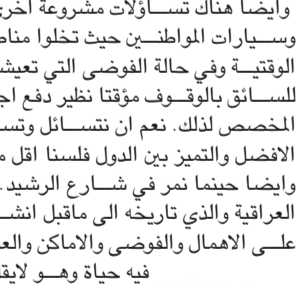 وايضا هناك تساؤلات مشروعة اخرى
وسيارات المواطنين حيث تخلوا مناط
الوقتية وفي حالة الفوضى التي تعيشه
للسائق بالوقوف مؤقتا نظير دفع اج
المخصص لذلك. نعم ان نتسائل وتس
الافضل والتميز بين الدول فلسنا اقل م
وايضا حينما نمر في شارع الرشيد.
العراقية والذي تاريخه الى ماقبل انش
على الاهمال والفوضى والاماكن والع
فيه حياة وهو لايق